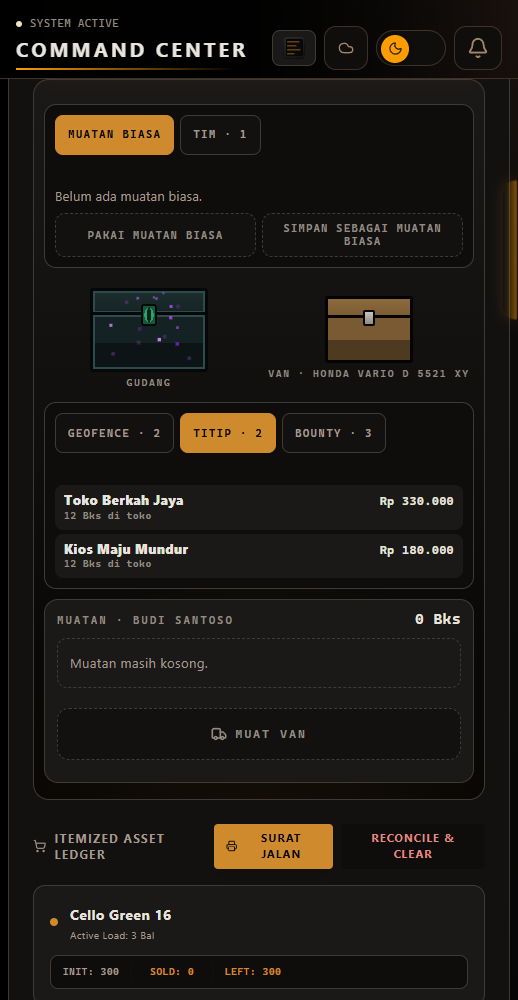 SYSTEM ACTIVE
COMMAND CENTER
MUATAN BIASA
TIM · 1
Belum ada muatan biasa.
PAKAI MUATAN BIASA
SIMPAN SEBAGAI MUATAN
BIASA
GUDANG
VAN · HONDA VARIO D 5521 XY
GEOFENCE · 2
TITIP · 2
BOUNTY · 3
Toko Berkah Jaya
Rp 330.000
12 Bks di toko
Kios Maju Mundur
Rp 180.000
12 Bks di toko
MUATAN · BUDI SANTOSO
0 Bks
Muatan masih kosong.
MUAT VAN
ITEMIZED ASSET
LEDGER
SURAT
JALAN
RECONCILE &
CLEAR
Cello Green 16
Active Load: 3 Bal
INIT: 300
SOLD: 0
LEFT: 300